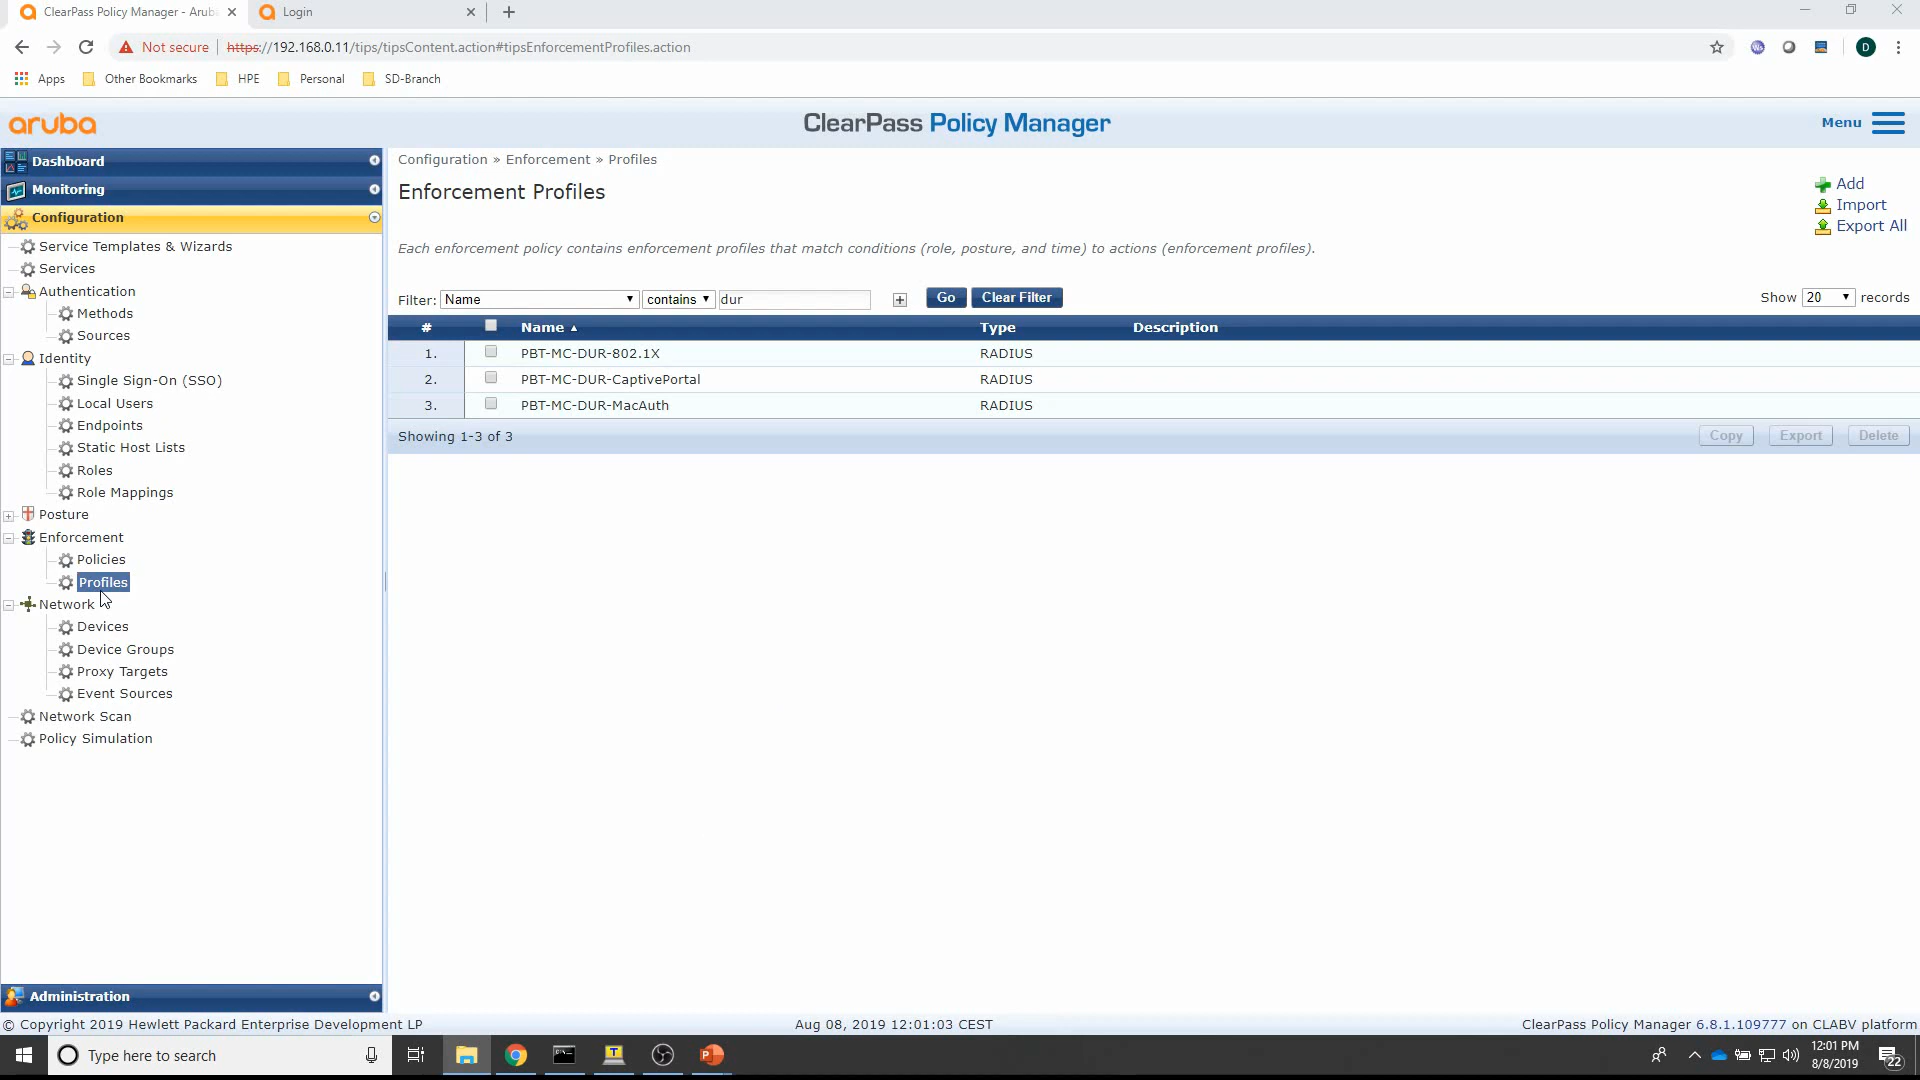 ClearPass Policy Manager - Arub
Login
Not secure
https://192.168.0.11/tips/tipsContent.action#tipsEnforcementProfiles.action
D
Apps
Other Bookmarks
HPE
Personal
SD-Branch
aruba
ClearPass Policy Manager
Menu
Dashboard
Monitoring
Configuration
Service Templates & Wizards
Services
Authentication
Methods
Sources
Identity
Single Sign-On (SSO)
Local Users
Endpoints
Static Host Lists
Roles
Role Mappings
Posture
Enforcement
Policies
Profiles
Network
Devices
Device Groups
Proxy Targets
Event Sources
Network Scan
Policy Simulation
Administration
Configuration » Enforcement » Profiles
Enforcement Profiles
Add
Import
Export All
Each enforcement policy contains enforcement profiles that match conditions (role, posture, and time) to actions (enforcement profiles).
Filter: Name contains dur Go Clear Filter Show 20 records
# Name Type Description
1. PBT-MC-DUR-802.1X RADIUS
2. PBT-MC-DUR-CaptivePortal RADIUS
3. PBT-MC-DUR-MacAuth RADIUS
Showing 1-3 of 3 Copy Export Delete
© Copyright 2019 Hewlett Packard Enterprise Development LP
Aug 08, 2019 12:01:03 CEST
ClearPass Policy Manager 6.8.1.109777 on CLABV platform
Type here to search
12:01 PM
8/8/2019
22